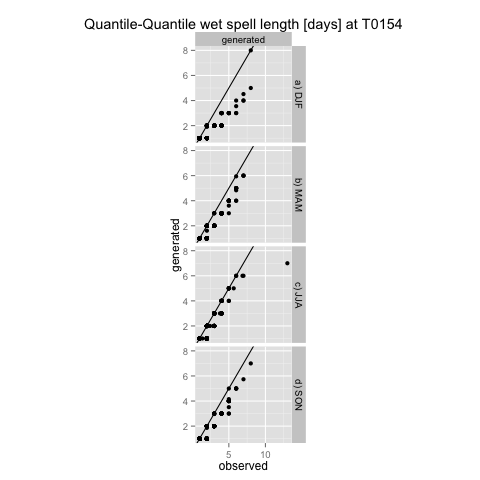 Quantile-Quantile wet spell length [days] at T0154
generated
8
6
4
2
a) DJF
8
6
4
2
b) MAM
generated
8
6
4
2
c) JJA
8
6
4
2
d) SON
5 10
observed